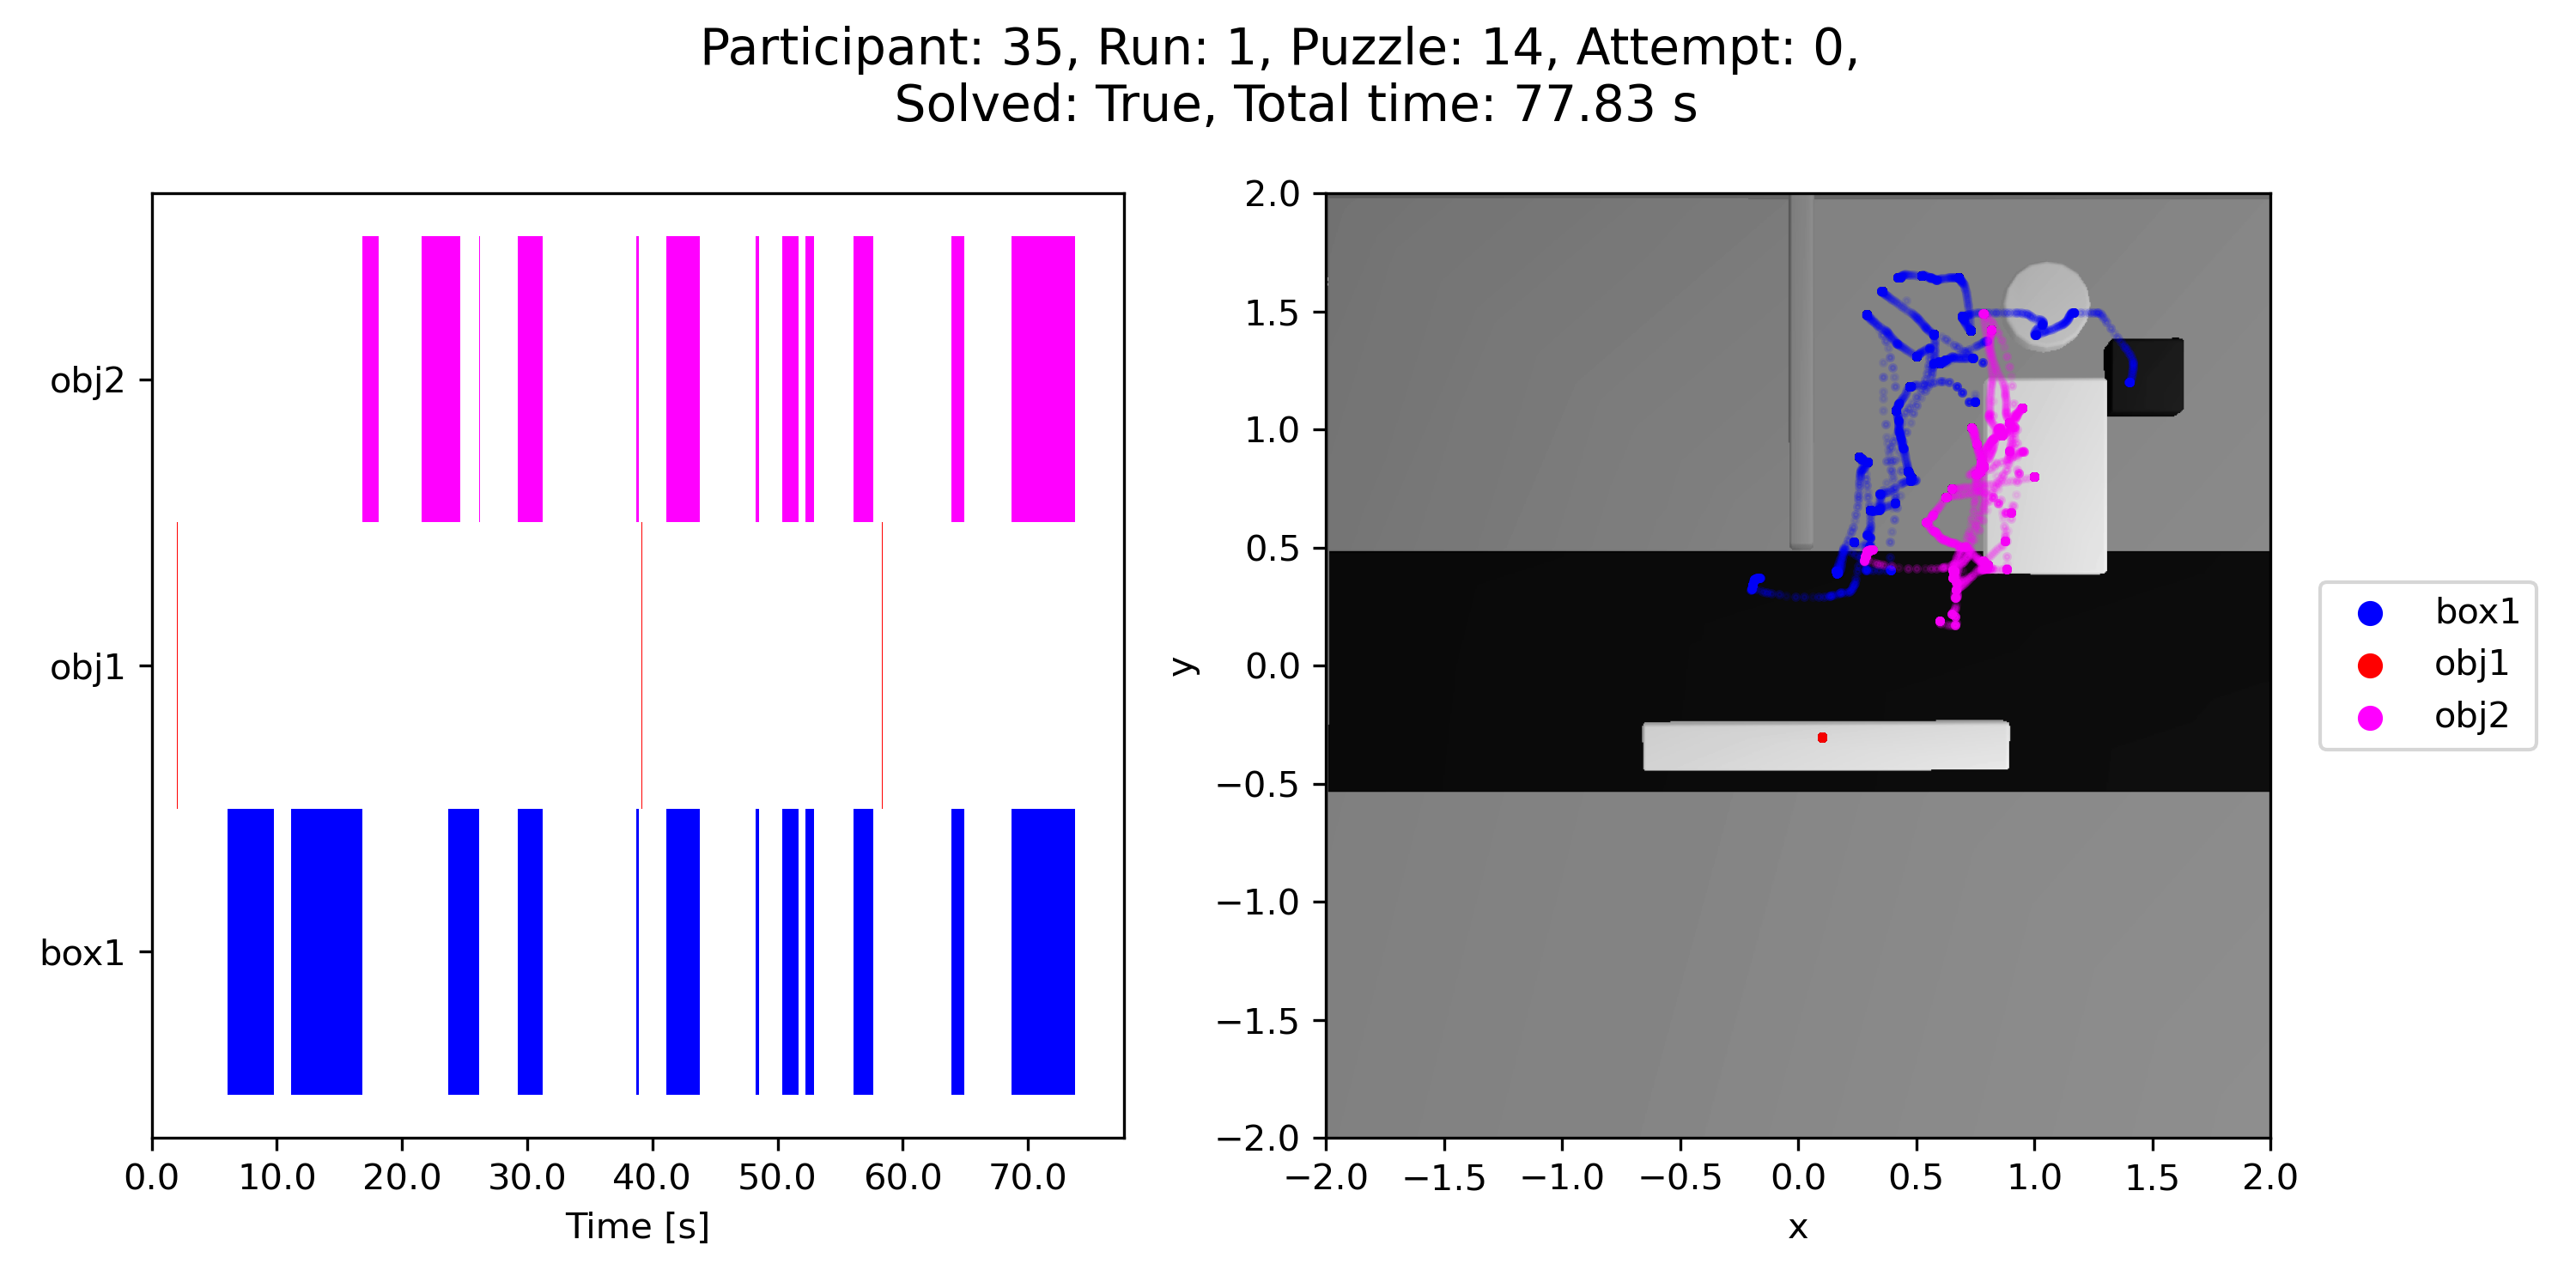 Participant: 35, Run: 1, Puzzle: 14, Attempt: 0,
Solved: True, Total time: 77.83 s
obj2
obj1
box1
0.0 10.0 20.0 30.0 40.0 50.0 60.0 70.0
Time [s]
2.0
1.5
1.0
0.5
0.0
−0.5
−1.0
−1.5
−2.0
y
−2.0 −1.5 −1.0 −0.5 0.0 0.5 1.0 1.5 2.0
x
box1
obj1
obj2